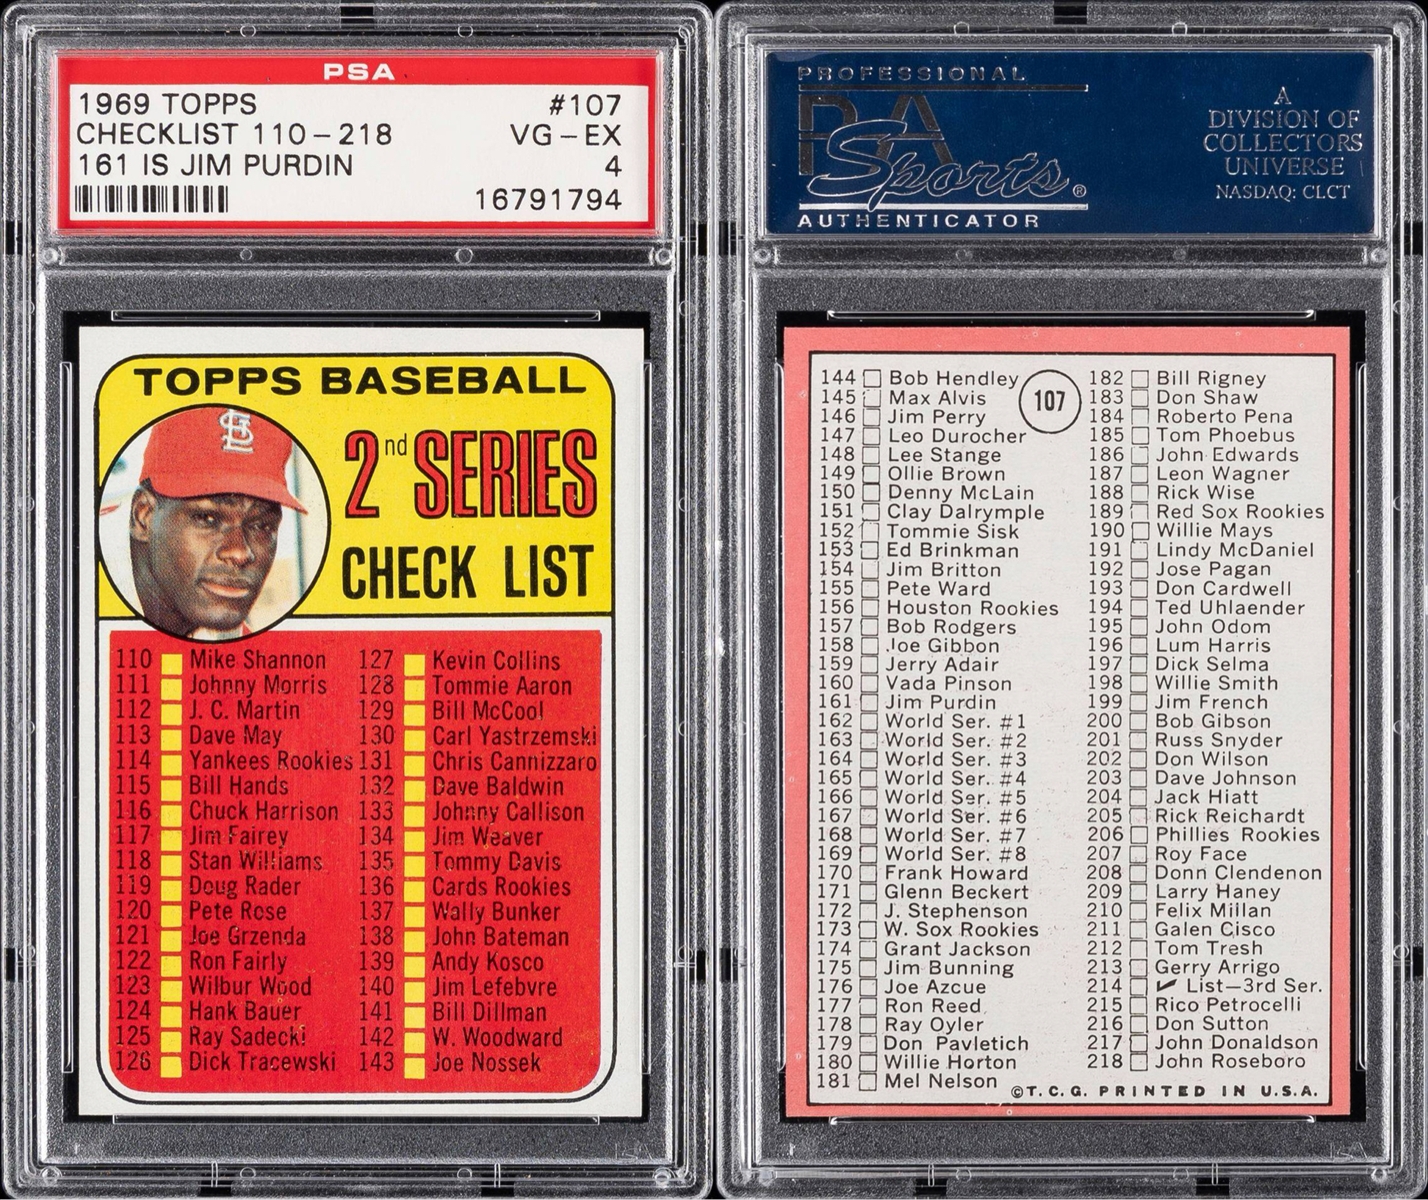 PSA
1969 TOPPS #107
CHECKLIST 110-218 VG-EX
161 IS JIM PURDIN 4
16791794
TOPPS BASEBALL
2nd SERIES
CHECK LIST
StL
110 Mike Shannon
111 Johnny Morris
112 J. C. Martin
113 Dave May
114 Yankees Rookies
115 Bill Hands
116 Chuck Harrison
117 Jim Fairey
118 Stan Williams
119 Doug Rader
120 Pete Rose
121 Joe Grzenda
122 Ron Fairly
123 Wilbur Wood
124 Hank Bauer
125 Ray Sadecki
126 Dick Tracewski
127 Kevin Collins
128 Tommie Aaron
129 Bill McCool
130 Carl Yastrzemski
131 Chris Cannizzaro
132 Dave Baldwin
133 Johnny Callison
134 Jim Weaver
135 Tommy Davis
136 Cards Rookies
137 Wally Bunker
138 John Bateman
139 Andy Kosco
140 Jim Lefebvre
141 Bill Dillman
142 W. Woodward
143 Joe Nossek
PROFESSIONAL
PSA
Sports®
AUTHENTICATOR
A
DIVISION OF
COLLECTORS
UNIVERSE
NASDAQ: CLCT
107
144 Bob Hendley
145 Max Alvis
146 Jim Perry
147 Leo Durocher
148 Lee Stange
149 Ollie Brown
150 Denny McLain
151 Clay Dalrymple
152 Tommie Sisk
153 Ed Brinkman
154 Jim Britton
155 Pete Ward
156 Houston Rookies
157 Bob Rodgers
158 Joe Gibbon
159 Jerry Adair
160 Vada Pinson
161 Jim Purdin
162 World Ser. #1
163 World Ser. #2
164 World Ser. #3
165 World Ser. #4
166 World Ser. #5
167 World Ser. #6
168 World Ser. #7
169 World Ser. #8
170 Frank Howard
171 Glenn Beckert
172 J. Stephenson
173 W. Sox Rookies
174 Grant Jackson
175 Jim Bunning
176 Joe Azcue
177 Ron Reed
178 Ray Oyler
179 Don Pavletich
180 Willie Horton
181 Mel Nelson
182 Bill Rigney
183 Don Shaw
184 Roberto Pena
185 Tom Phoebus
186 John Edwards
187 Leon Wagner
188 Rick Wise
189 Red Sox Rookies
190 Willie Mays
191 Lindy McDaniel
192 Jose Pagan
193 Don Cardwell
194 Ted Uhlaender
195 John Odom
196 Lum Harris
197 Dick Selma
198 Willie Smith
199 Jim French
200 Bob Gibson
201 Russ Snyder
202 Don Wilson
203 Dave Johnson
204 Jack Hiatt
205 Rick Reichardt
206 Phillies Rookies
207 Roy Face
208 Donn Clendenon
209 Larry Haney
210 Felix Millan
211 Galen Cisco
212 Tom Tresh
213 Gerry Arrigo
214 ✓ List—3rd Ser.
215 Rico Petrocelli
216 Don Sutton
217 John Donaldson
218 John Roseboro
©T.C.G. PRINTED IN U.S.A.